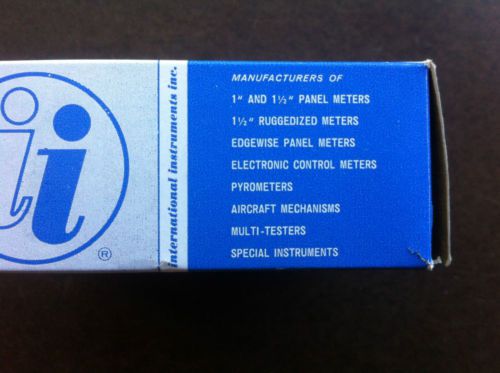 ii
®
international instruments inc.
MANUFACTURERS OF
1" AND 1½" PANEL METERS
1½" RUGGEDIZED METERS
EDGEWISE PANEL METERS
ELECTRONIC CONTROL METERS
PYROMETERS
AIRCRAFT MECHANISMS
MULTI-TESTERS
SPECIAL INSTRUMENTS